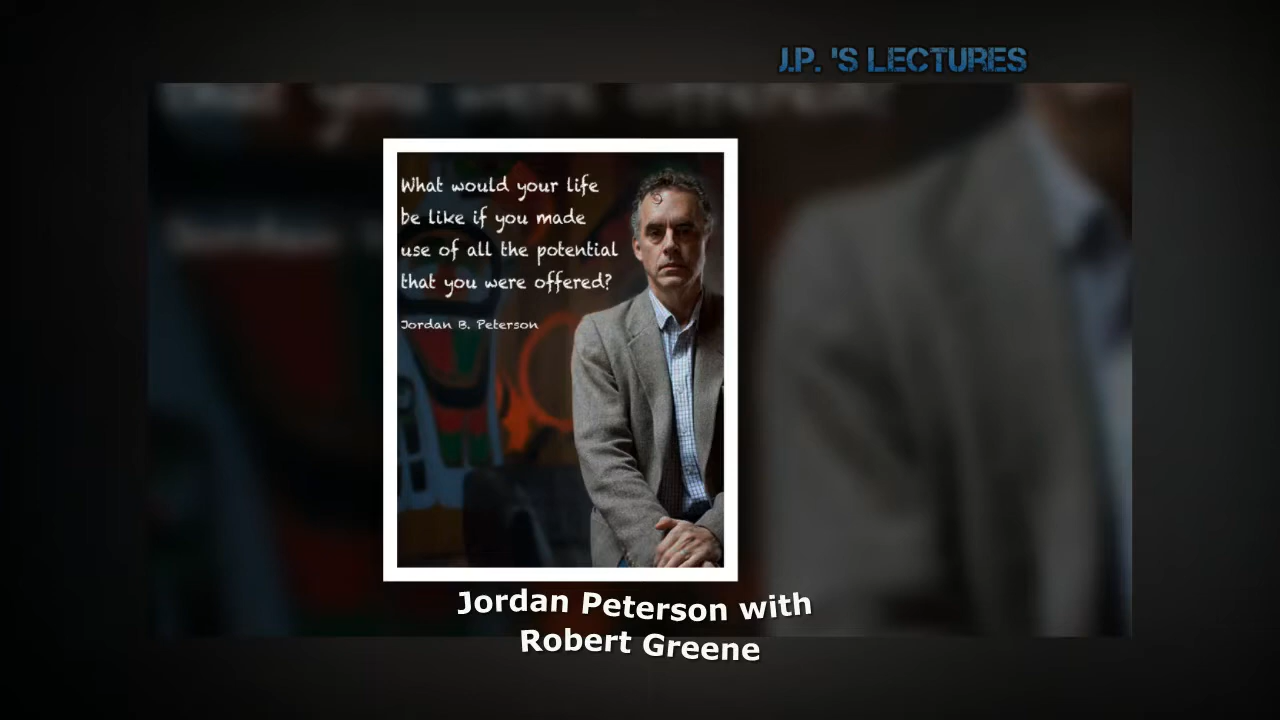 J.P. 'S LECTURES
What would your life
be like if you made
use of all the potential
that you were offered?
Jordan B. Peterson
Jordan Peterson with
Robert Greene